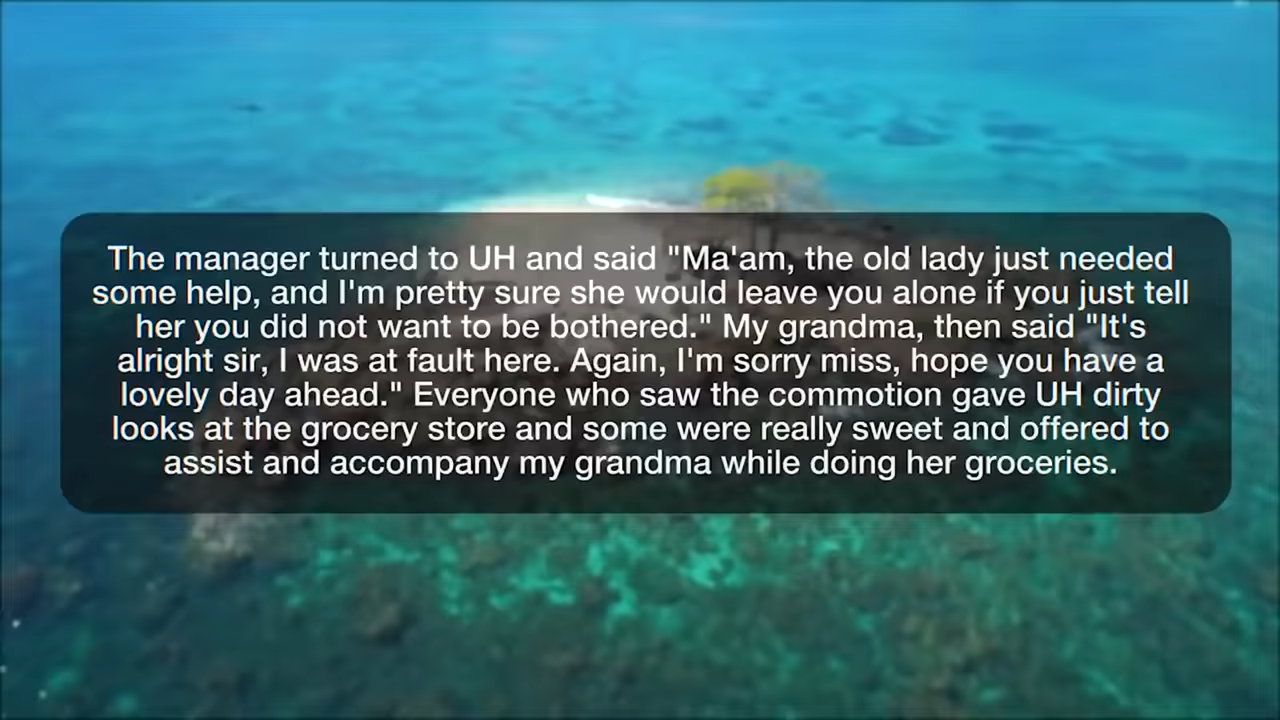 The manager turned to UH and said "Ma'am, the old lady just needed
some help, and I'm pretty sure she would leave you alone if you just tell
her you did not want to be bothered." My grandma, then said "It's
alright sir, I was at fault here. Again, I'm sorry miss, hope you have a
lovely day ahead." Everyone who saw the commotion gave UH dirty
looks at the grocery store and some were really sweet and offered to
assist and accompany my grandma while doing her groceries.